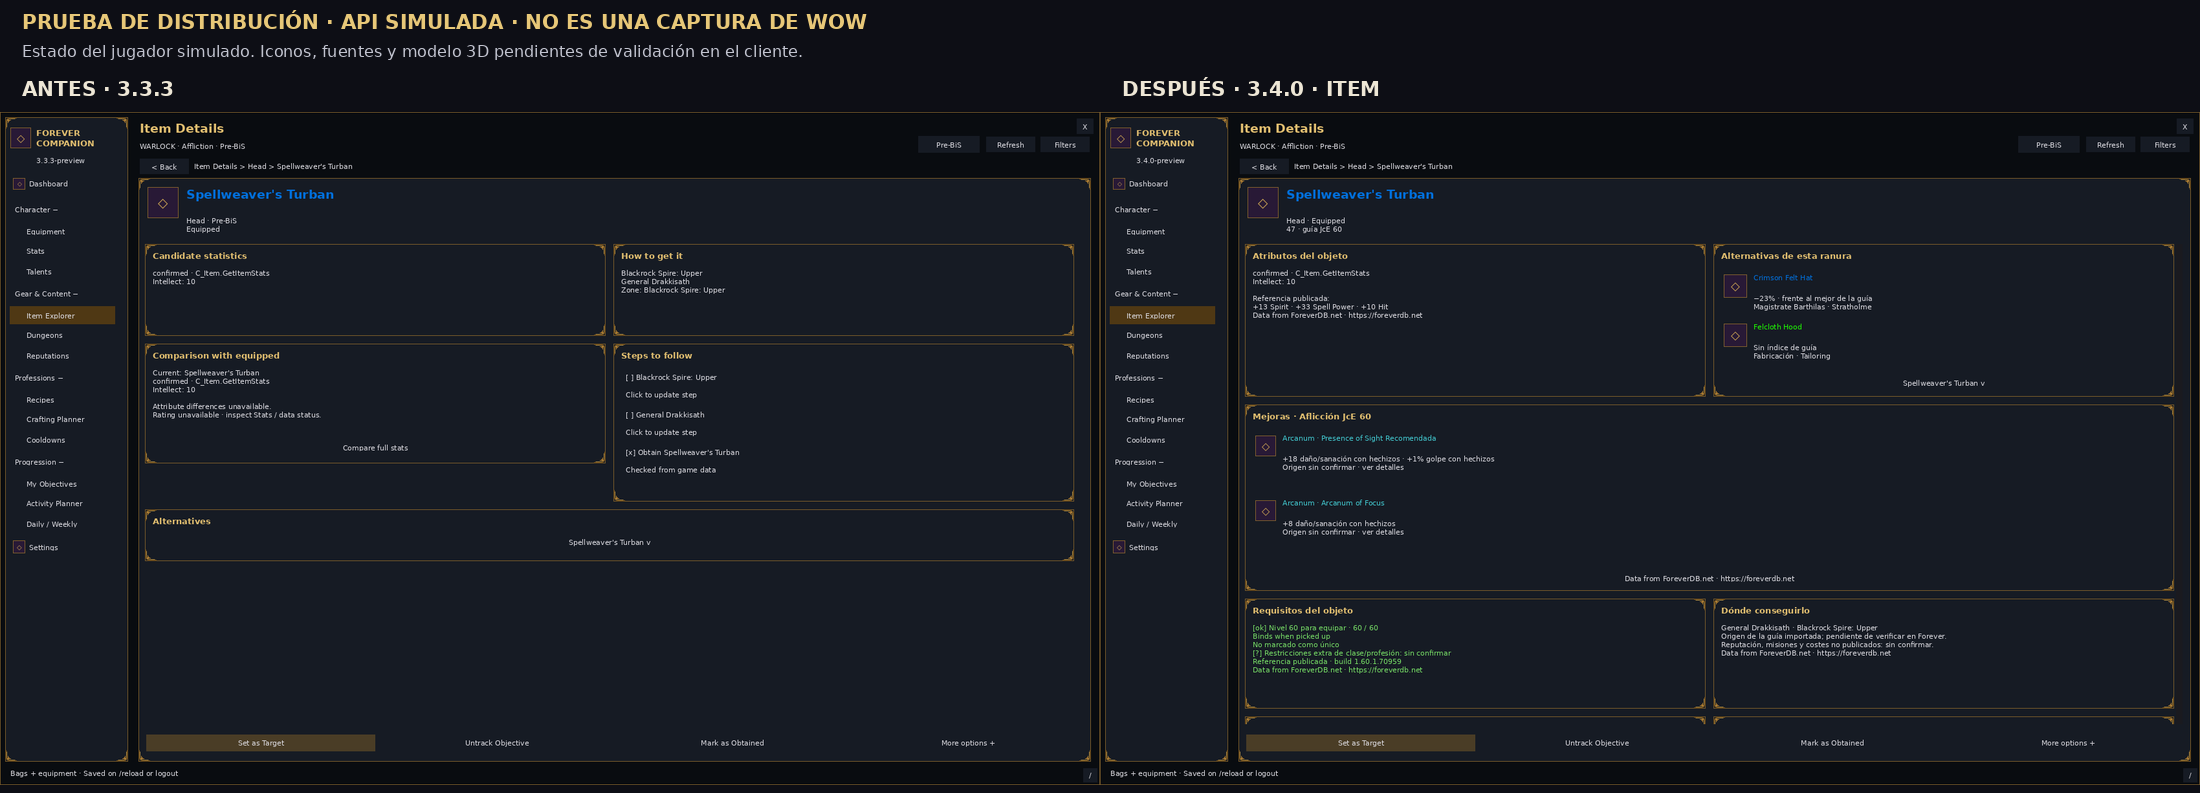 PRUEBA DE DISTRIBUCIÓN · API SIMULADA · NO ES UNA CAPTURA DE WOW
Estado del jugador simulado. Iconos, fuentes y modelo 3D pendientes de validación en el cliente.
ANTES · 3.3.3
FOREVER
COMPANION
3.3.3-preview
Dashboard
Character −
Equipment
Stats
Talents
Gear & Content −
Item Explorer
Dungeons
Reputations
Professions −
Recipes
Crafting Planner
Cooldowns
Progression −
My Objectives
Activity Planner
Daily / Weekly
Settings
Item Details
X
WARLOCK · Affliction · Pre-BiS
Pre-BiS
Refresh
Filters
< Back
Item Details > Head > Spellweaver's Turban
Spellweaver's Turban
Head · Pre-BiS
Equipped
Candidate statistics
confirmed · C_Item.GetItemStats
Intellect: 10
How to get it
Blackrock Spire: Upper
General Drakkisath
Zone: Blackrock Spire: Upper
Comparison with equipped
Current: Spellweaver's Turban
confirmed · C_Item.GetItemStats
Intellect: 10
Attribute differences unavailable.
Rating unavailable · inspect Stats / data status.
Compare full stats
Steps to follow
[ ] Blackrock Spire: Upper
Click to update step
[ ] General Drakkisath
Click to update step
[x] Obtain Spellweaver's Turban
Checked from game data
Alternatives
Spellweaver's Turban v
Set as Target
Untrack Objective
Mark as Obtained
More options +
Bags + equipment · Saved on /reload or logout
/
DESPUÉS · 3.4.0 · ITEM
FOREVER
COMPANION
3.4.0-preview
Dashboard
Character −
Equipment
Stats
Talents
Gear & Content −
Item Explorer
Dungeons
Reputations
Professions −
Recipes
Crafting Planner
Cooldowns
Progression −
My Objectives
Activity Planner
Daily / Weekly
Settings
Item Details
X
WARLOCK · Affliction · Pre-BiS
Pre-BiS
Refresh
Filters
< Back
Item Details > Head > Spellweaver's Turban
Spellweaver's Turban
Head · Equipped
47 · guía JcE 60
Atributos del objeto
confirmed · C_Item.GetItemStats
Intellect: 10
Referencia publicada:
+13 Spirit · +33 Spell Power · +10 Hit
Data from ForeverDB.net · https://foreverdb.net
Alternativas de esta ranura
Crimson Felt Hat
−23% · frente al mejor de la guía
Magistrate Barthilas · Stratholme
Felcloth Hood
Sin índice de guía
Fabricación · Tailoring
Spellweaver's Turban v
Mejoras · Aflicción JcE 60
Arcanum · Presence of Sight Recomendada
+18 daño/sanación con hechizos · +1% golpe con hechizos
Origen sin confirmar · ver detalles
Arcanum · Arcanum of Focus
+8 daño/sanación con hechizos
Origen sin confirmar · ver detalles
Data from ForeverDB.net · https://foreverdb.net
Requisitos del objeto
[ok] Nivel 60 para equipar · 60 / 60
Binds when picked up
No marcado como único
[?] Restricciones extra de clase/profesión: sin confirmar
Referencia publicada · build 1.60.1.70959
Data from ForeverDB.net · https://foreverdb.net
Dónde conseguirlo
General Drakkisath · Blackrock Spire: Upper
Origen de la guía importada; pendiente de verificar en Forever.
Reputación, misiones y costes no publicados: sin confirmar.
Data from ForeverDB.net · https://foreverdb.net
Set as Target
Untrack Objective
Mark as Obtained
More options +
Bags + equipment · Saved on /reload or logout
/